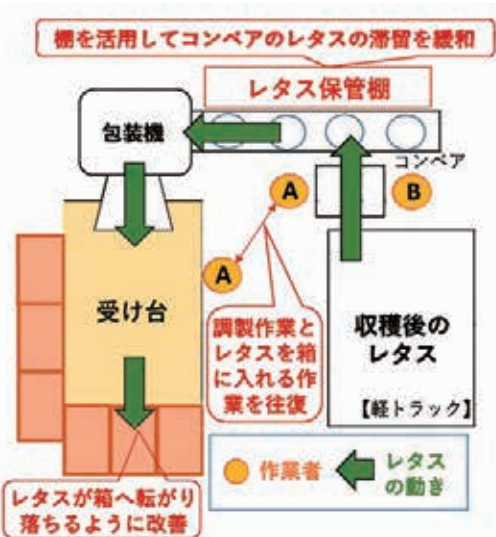 棚を活用してコンベアのレタスの滞留を緩和
レタス保管棚
包装機
コンベア
A
B
A
受け台
調製作業と
レタスを箱
に入れる作
業を往復
収穫後の
レタス
【軽トラック】
作業者
レタス
の動き
レタスが箱へ転がり
落ちるように改善